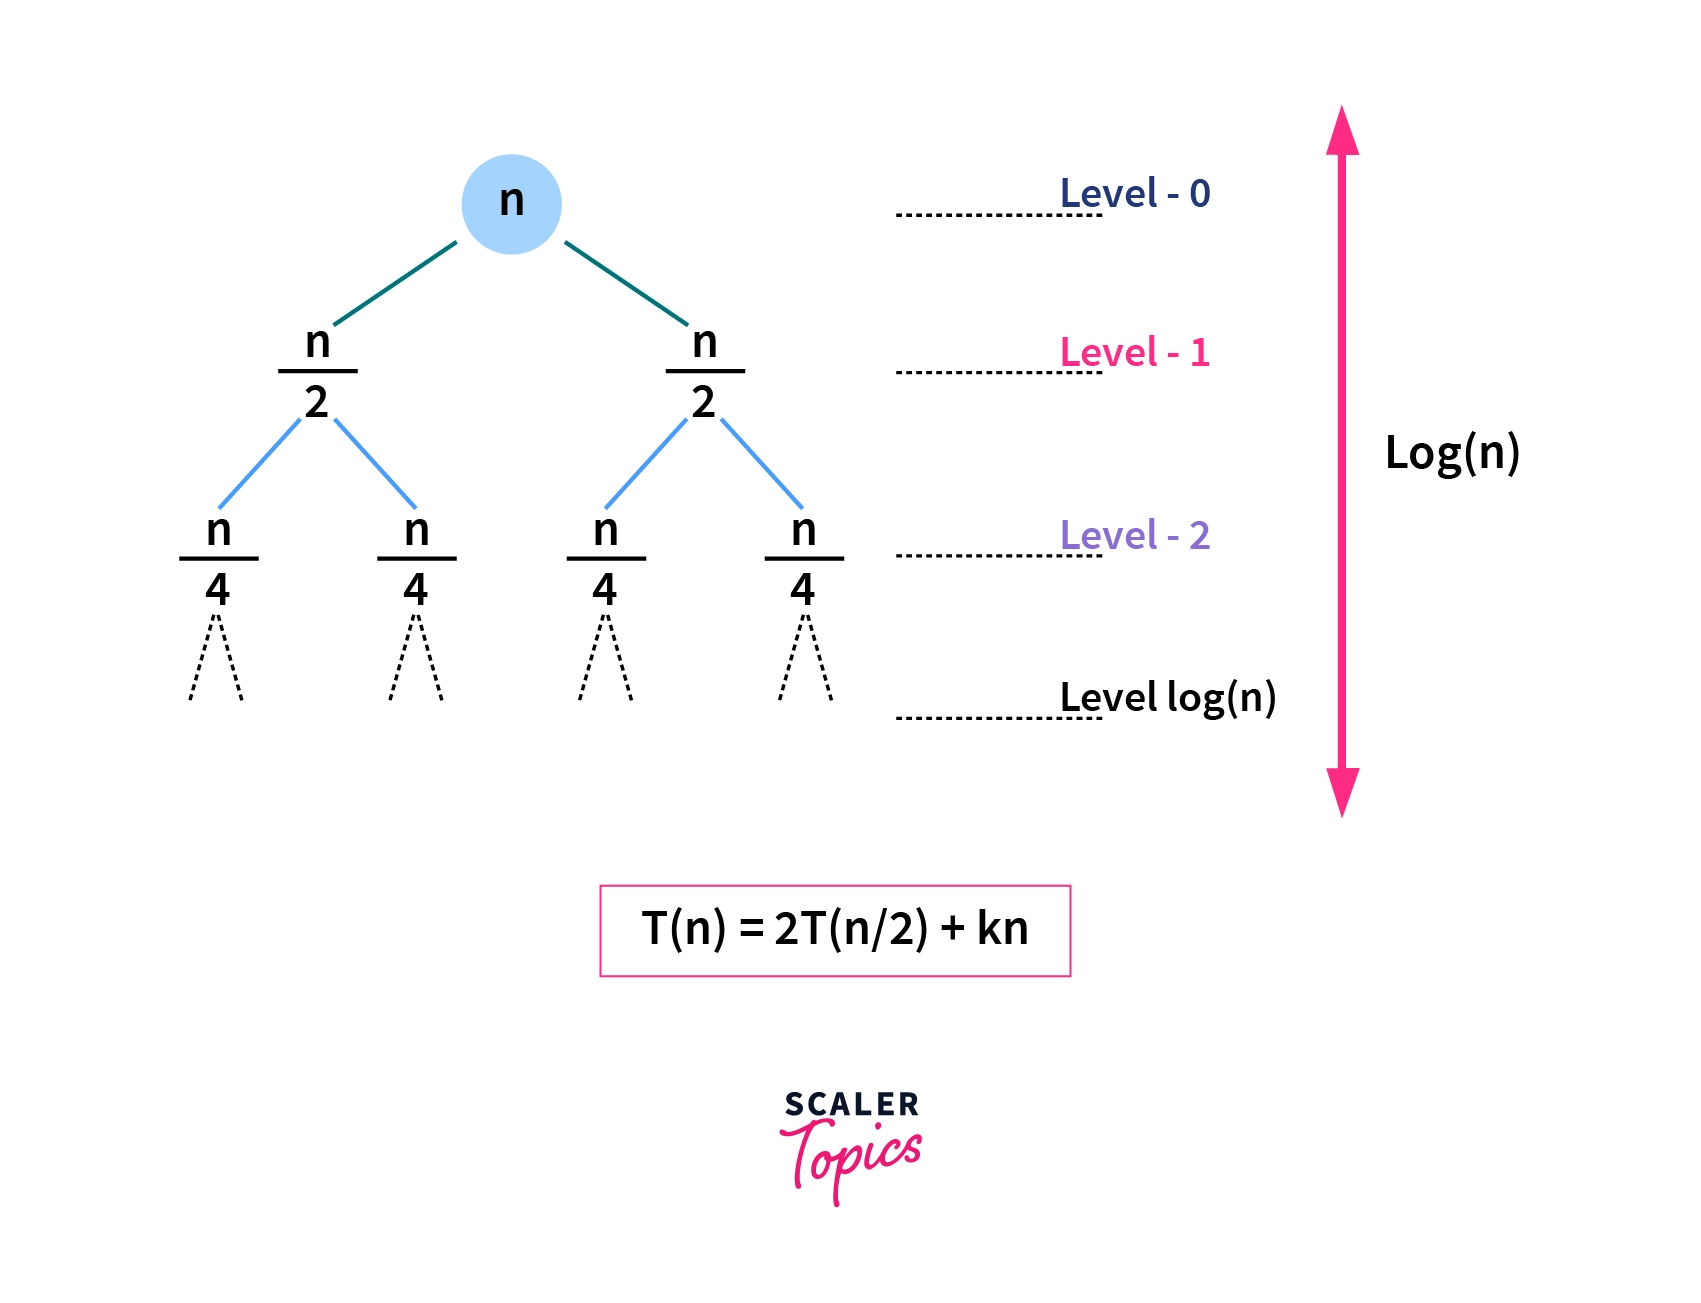 n
Level - 0
n/2 n/2
Level - 1
n/4 n/4 n/4 n/4
Level - 2
Log(n)
Level log(n)
T(n) = 2T(n/2) + kn
SCALER
Topics